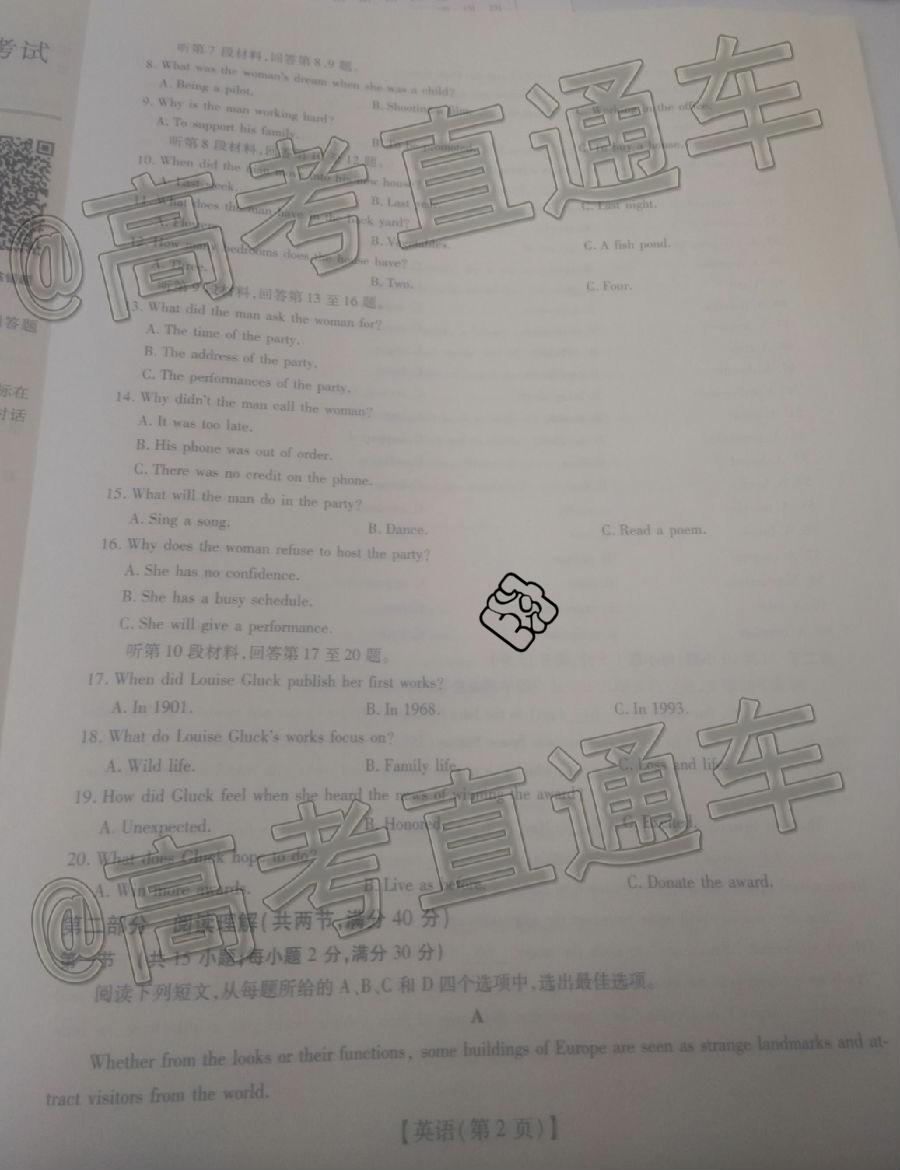 考试
听第7段材料,回答第8、9题。
8. What was the woman's dream when she was a child?
A. Being a pilot. B. Shooting a film. C. Working in the office.
9. Why is the man working hard?
A. To support his family. B. To be promoted. C. To buy a house.
听第8段材料,回答第10至12题。
10. When did the man move into his new house?
A. Last week. B. Last C. Last night.
11. What does the man have in the back yard?
A. Flowers. B. Vegetables. C. A fish pond.
12. How many bedrooms does the house have?
A. Three. B. Two. C. Four.
听第9段材料,回答第13至16题。
13. What did the man ask the woman for?
A. The time of the party.
B. The address of the party.
C. The performances of the party.
14. Why didn't the man call the woman?
A. It was too late.
B. His phone was out of order.
C. There was no credit on the phone.
15. What will the man do in the party?
A. Sing a song. B. Dance. C. Read a poem.
16. Why does the woman refuse to host the party?
A. She has no confidence.
B. She has a busy schedule.
C. She will give a performance.
听第10段材料,回答第17至20题。
17. When did Louise Gluck publish her first works?
A. In 1901. B. In 1968. C. In 1993.
18. What do Louise Gluck's works focus on?
A. Wild life. B. Family life. C. Loss and life.
19. How did Gluck feel when she heard the news of winning the award?
A. Unexpected. B. Honored. C. Excited.
20. What does Gluck hope to do?
A. Win more awards. B. Live as before. C. Donate the award.
第二部分 阅读理解(共两节,满分40分)
第一节 (共15小题;每小题2分,满分30分)
阅读下列短文,从每题所给的A、B、C和D四个选项中,选出最佳选项。
A
Whether from the looks or their functions, some buildings of Europe are seen as strange landmarks and at-
tract visitors from the world.
【英语(第2页)】
答题
标在
对话
@高考直通车
@高考直通车